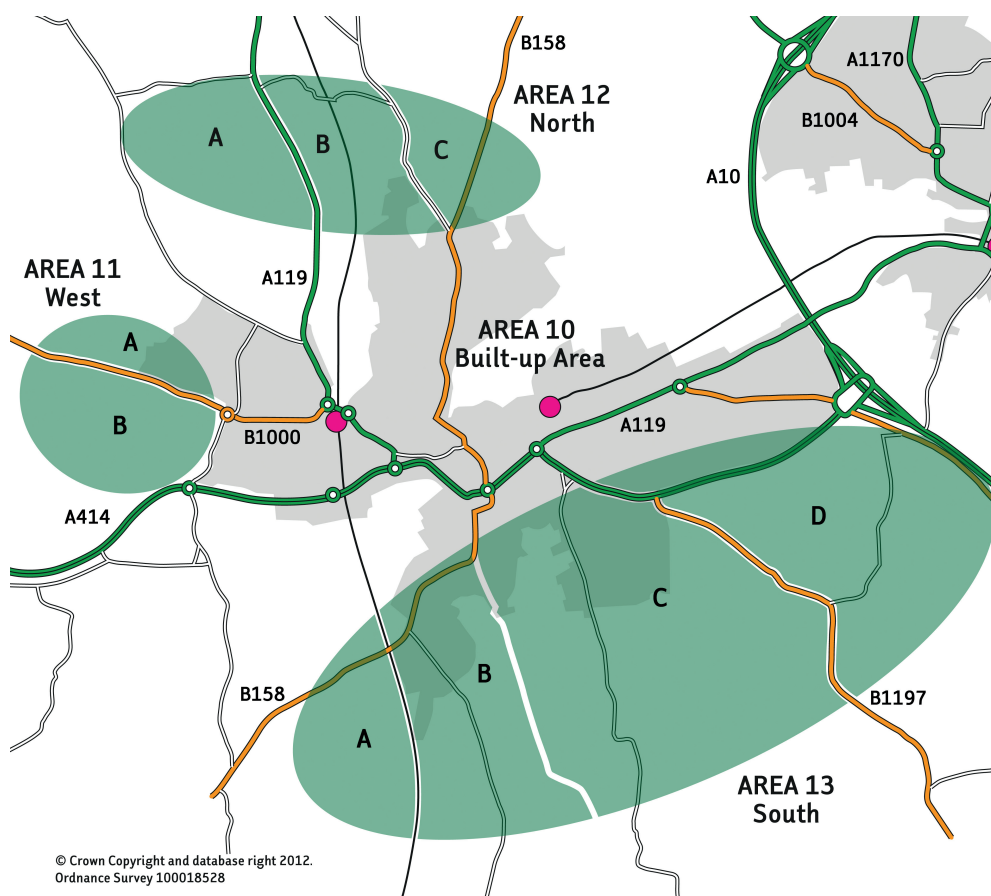 B158
A1170
AREA 12
North
B1004
A
B
C
A10
AREA 11
West
A119
A
AREA 10
Built-up Area
B
B1000
A119
A414
D
C
B
B158
B1197
A
AREA 13
South
© Crown Copyright and database right 2012.
Ordnance Survey 100018528